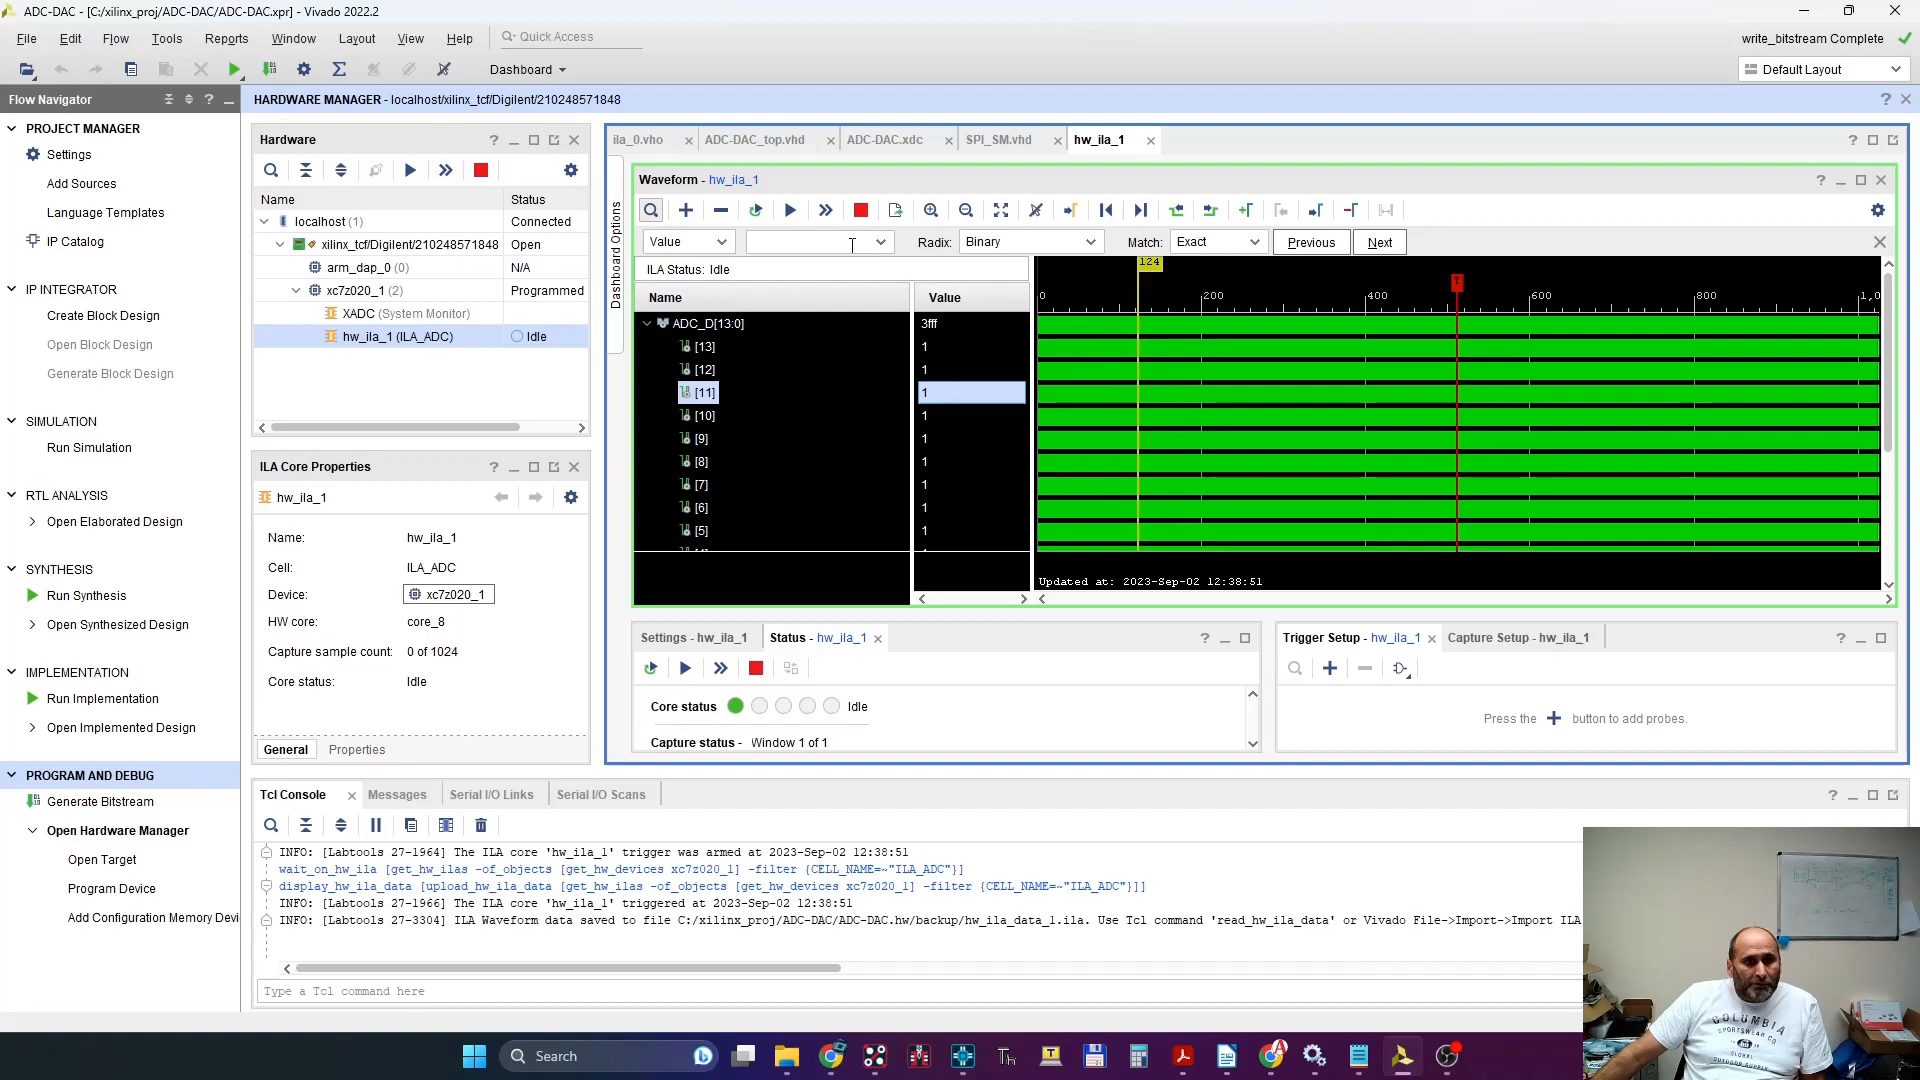 ADC-DAC - [C:/xilinx_proj/ADC-DAC/ADC-DAC.xpr] - Vivado 2022.2
File Edit Flow Tools Reports Window Layout View Help Quick Access
write_bitstream Complete
Dashboard
Default Layout
Flow Navigator
HARDWARE MANAGER - localhost/xilinx_tcf/Digilent/210248571848
PROJECT MANAGER
Settings
Add Sources
Language Templates
IP Catalog
IP INTEGRATOR
Create Block Design
Open Block Design
Generate Block Design
SIMULATION
Run Simulation
RTL ANALYSIS
Open Elaborated Design
SYNTHESIS
Run Synthesis
Open Synthesized Design
IMPLEMENTATION
Run Implementation
Open Implemented Design
PROGRAM AND DEBUG
Generate Bitstream
Open Hardware Manager
Open Target
Program Device
Add Configuration Memory Devi
Hardware
Name Status
localhost (1) Connected
xilinx_tcf/Digilent/210248571848 Open
arm_dap_0 (0) N/A
xc7z020_1 (2) Programmed
XADC (System Monitor)
hw_ila_1 (ILA_ADC) Idle
ILA Core Properties
hw_ila_1
Name: hw_ila_1
Cell: ILA_ADC
Device: xc7z020_1
HW core: core_8
Capture sample count: 0 of 1024
Core status: Idle
General Properties
ila_0.vho ADC-DAC_top.vhd ADC-DAC.xdc SPI_SM.vhd hw_ila_1
Dashboard Options
Waveform - hw_ila_1
Value Radix: Binary Match: Exact Previous Next
ILA Status: Idle
Name Value
ADC_D[13:0] 3fff
[13] 1
[12] 1
[11] 1
[10] 1
[9] 1
[8] 1
[7] 1
[6] 1
[5] 1
124
0 200 400 600 800 1,0
Updated at: 2023-Sep-02 12:38:51
Settings - hw_ila_1 Status - hw_ila_1
Core status Idle
Capture status - Window 1 of 1
Trigger Setup - hw_ila_1 Capture Setup - hw_ila_1
Press the + button to add probes.
Tcl Console Messages Serial I/O Links Serial I/O Scans
INFO: [Labtools 27-1964] The ILA core 'hw_ila_1' trigger was armed at 2023-Sep-02 12:38:51
wait_on_hw_ila [get_hw_ilas -of_objects [get_hw_devices xc7z020_1] -filter {CELL_NAME=~"ILA_ADC"}]
display_hw_ila_data [upload_hw_ila_data [get_hw_ilas -of_objects [get_hw_devices xc7z020_1] -filter {CELL_NAME=~"ILA_ADC"}]]
INFO: [Labtools 27-1966] The ILA core 'hw_ila_1' triggered at 2023-Sep-02 12:38:51
INFO: [Labtools 27-3304] ILA Waveform data saved to file C:/xilinx_proj/ADC-DAC/ADC-DAC.hw/backup/hw_ila_data_1.ila. Use Tcl command 'read_hw_ila_data' or Vivado File->Import->Import ILA
Type a Tcl command here
COLUMBIA
SPORTSWEAR CO.
GLOBAL
Search